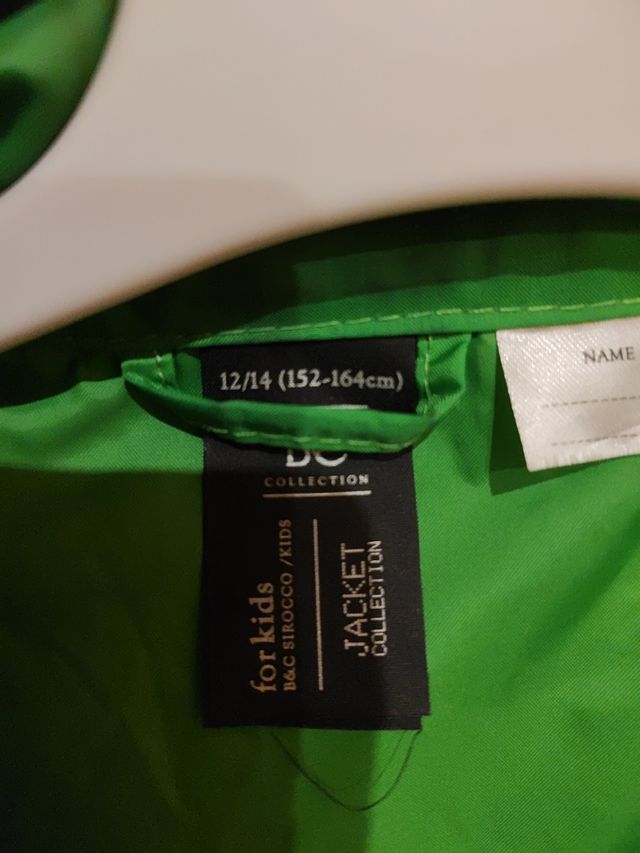 12/14 (152-164cm)
COLLECTION
for kids
B&C SIROCCO /KIDS
JACKET
COLLECTION
NAME